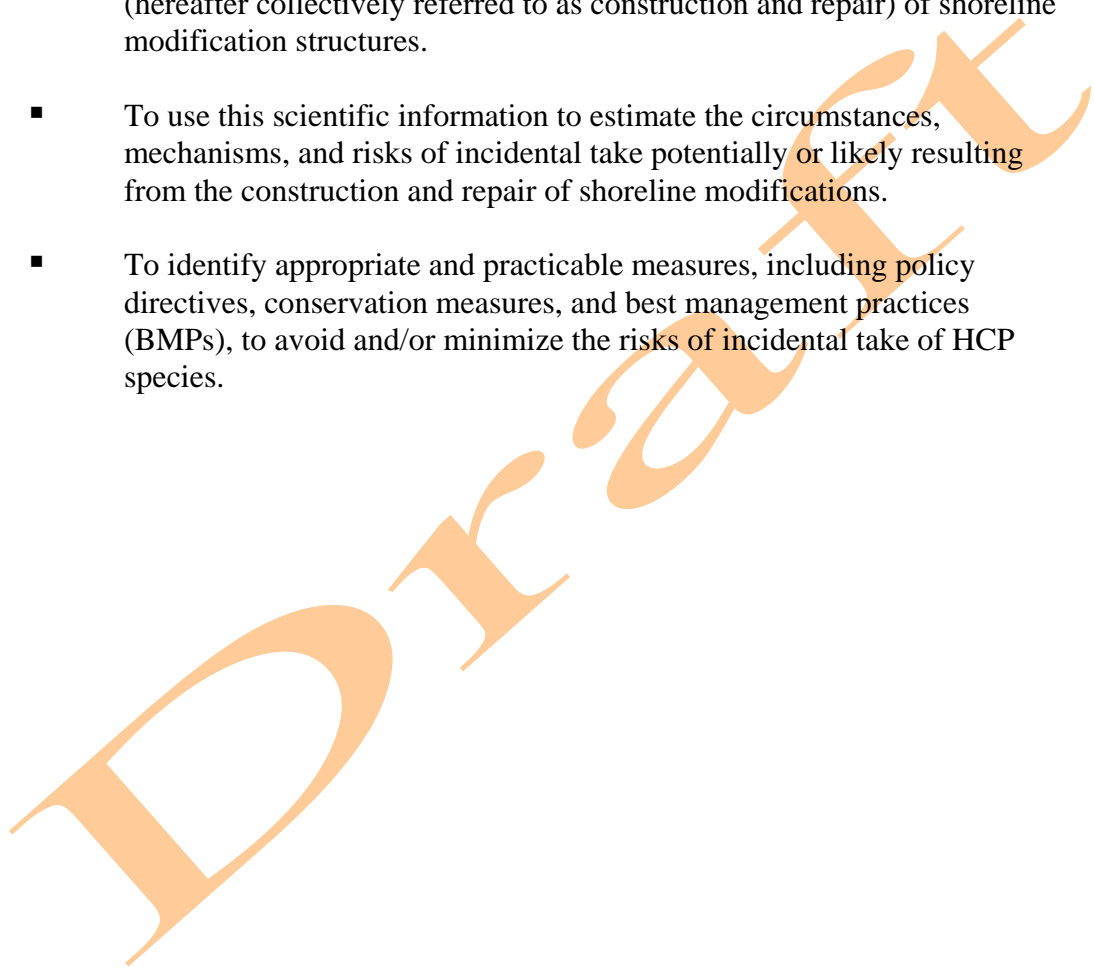 (hereafter collectively referred to as construction and repair) of shoreline
modification structures.
▪ To use this scientific information to estimate the circumstances,
mechanisms, and risks of incidental take potentially or likely resulting
from the construction and repair of shoreline modifications.
▪ To identify appropriate and practicable measures, including policy
directives, conservation measures, and best management practices
(BMPs), to avoid and/or minimize the risks of incidental take of HCP
species.
Draft